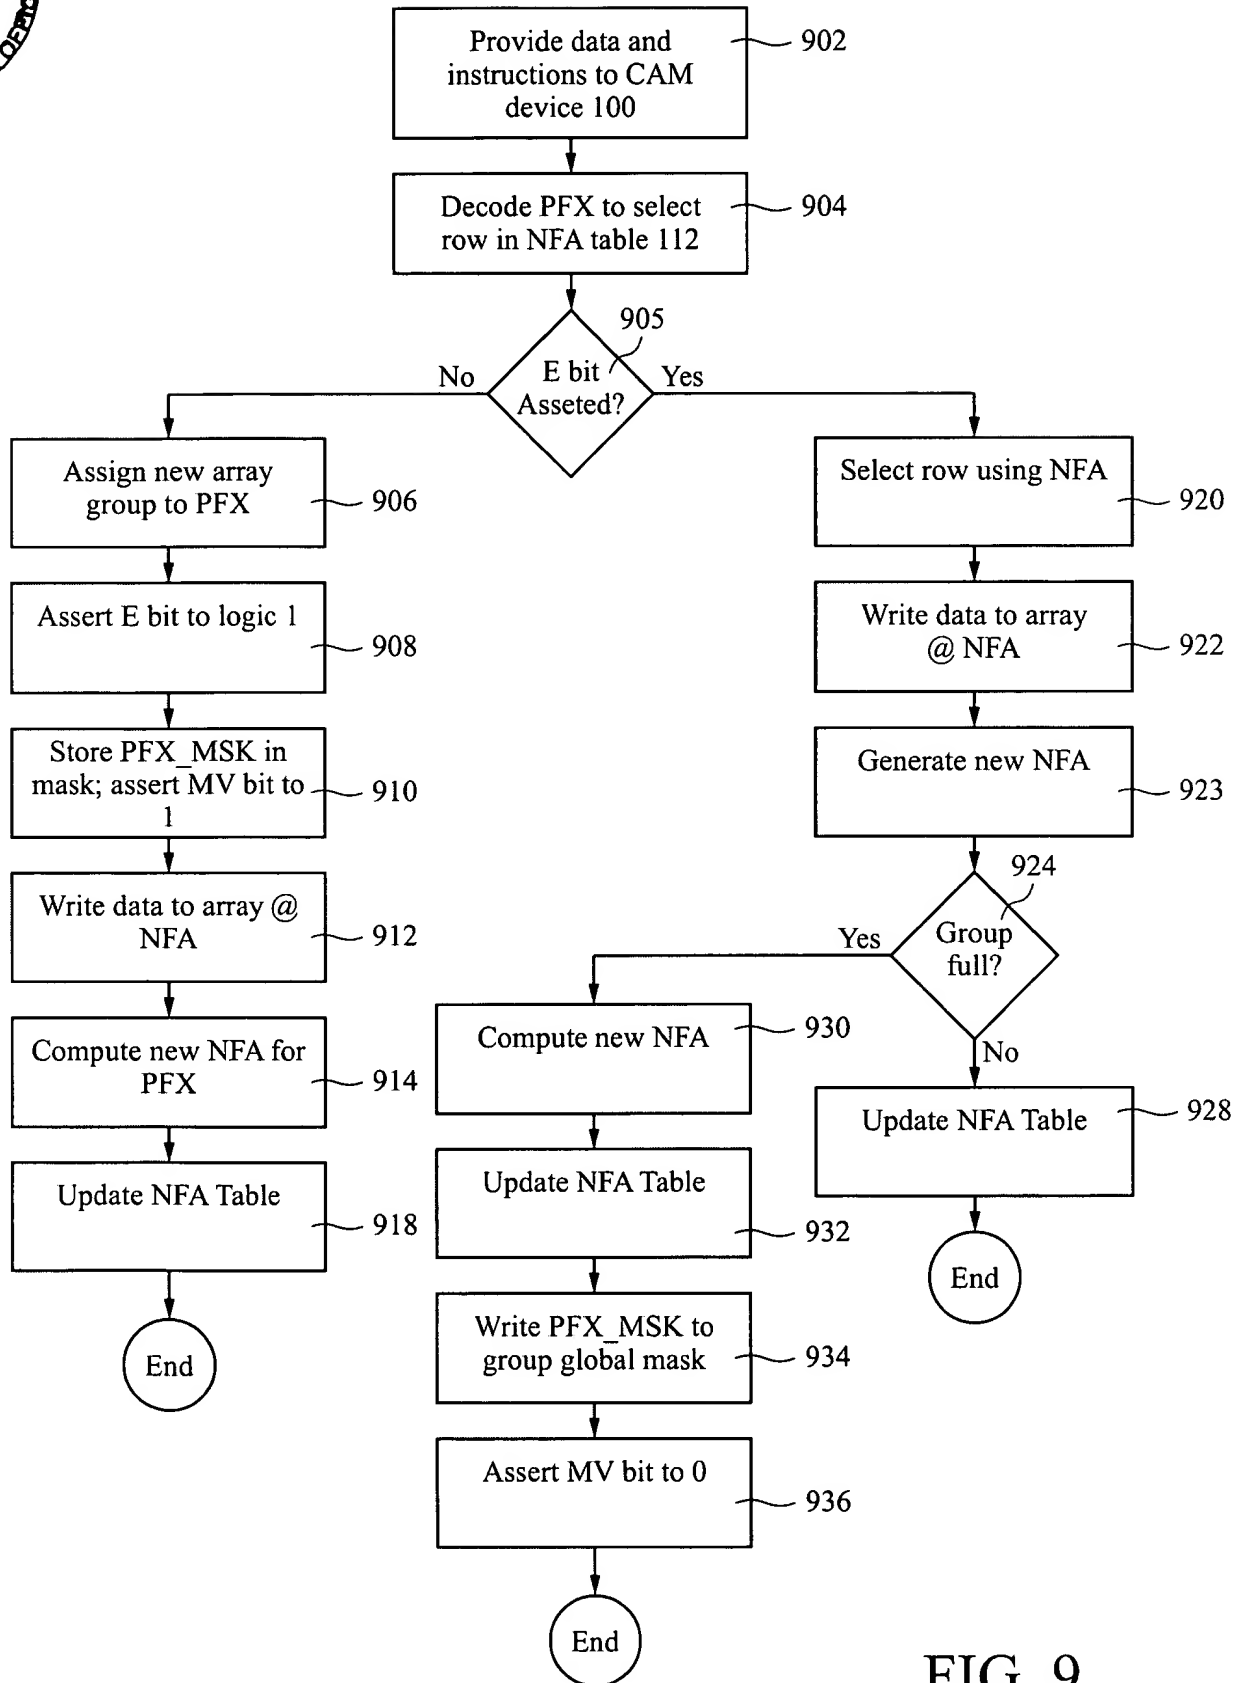 Provide data and
instructions to CAM
device 100
902
Decode PFX to select
row in NFA table 112
904
905
E bit
Asseted?
No
Yes
Assign new array
group to PFX
906
Assert E bit to logic 1
908
Store PFX_MSK in
mask; assert MV bit to
1
910
Write data to array @
NFA
912
Compute new NFA for
PFX
914
Update NFA Table
918
End
Select row using NFA
920
Write data to array
@ NFA
922
Generate new NFA
923
924
Group
full?
Yes
No
Compute new NFA
930
Update NFA Table
932
Write PFX_MSK to
group global mask
934
Assert MV bit to 0
936
End
Update NFA Table
928
End
FIG. 9